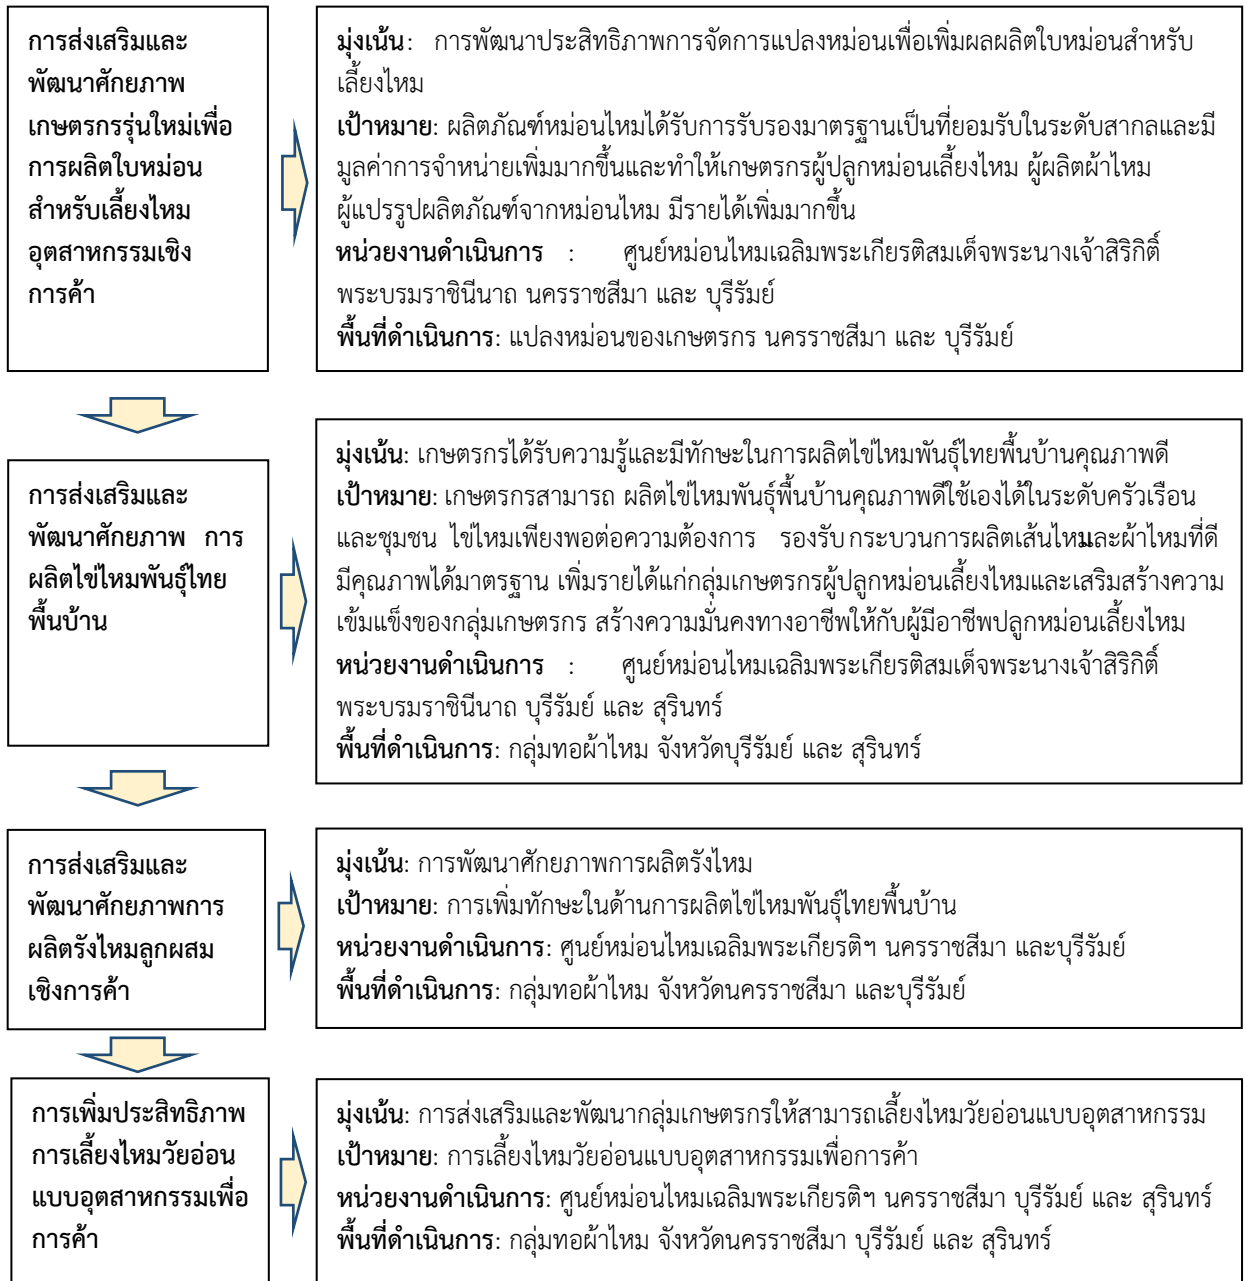 การส่งเสริมและ
พัฒนาศักยภาพ
เกษตรกรรุ่นใหม่เพื่อ
การผลิตใบหม่อน
สำหรับเลี้ยงไหม
อุตสาหกรรมเชิง
การค้า
มุ่งเน้น: การพัฒนาประสิทธิภาพการจัดการแปลงหม่อนเพื่อเพิ่มผลผลิตใบหม่อนสำหรับ
เลี้ยงไหม
เป้าหมาย: ผลิตภัณฑ์หม่อนไหมได้รับการรับรองมาตรฐานเป็นที่ยอมรับในระดับสากลและมี
มูลค่าการจำหน่ายเพิ่มมากขึ้นและทำให้เกษตรกรผู้ปลูกหม่อนเลี้ยงไหม ผู้ผลิตผ้าไหม
ผู้แปรรูปผลิตภัณฑ์จากหม่อนไหม มีรายได้เพิ่มมากขึ้น
หน่วยงานดำเนินการ : ศูนย์หม่อนไหมเฉลิมพระเกียรติสมเด็จพระนางเจ้าสิริกิติ์
พระบรมราชินีนาถ นครราชสีมา และ บุรีรัมย์
พื้นที่ดำเนินการ: แปลงหม่อนของเกษตรกร นครราชสีมา และ บุรีรัมย์
การส่งเสริมและ
พัฒนาศักยภาพ การ
ผลิตไข่ไหมพันธุ์ไทย
พื้นบ้าน
มุ่งเน้น: เกษตรกรได้รับความรู้และมีทักษะในการผลิตไข่ไหมพันธุ์ไทยพื้นบ้านคุณภาพดี
เป้าหมาย: เกษตรกรสามารถ ผลิตไข่ไหมพันธุ์พื้นบ้านคุณภาพดีใช้เองได้ในระดับครัวเรือน
และชุมชน ไข่ไหมเพียงพอต่อความต้องการ รองรับ กระบวนการผลิตเส้นไหมและผ้าไหมที่ดี
มีคุณภาพได้มาตรฐาน เพิ่มรายได้แก่กลุ่มเกษตรกรผู้ปลูกหม่อนเลี้ยงไหมและเสริมสร้างความ
เข้มแข็งของกลุ่มเกษตรกร สร้างความมั่นคงทางอาชีพให้กับผู้มีอาชีพปลูกหม่อนเลี้ยงไหม
หน่วยงานดำเนินการ : ศูนย์หม่อนไหมเฉลิมพระเกียรติสมเด็จพระนางเจ้าสิริกิติ์
พระบรมราชินีนาถ บุรีรัมย์ และ สุรินทร์
พื้นที่ดำเนินการ: กลุ่มทอผ้าไหม จังหวัดบุรีรัมย์ และ สุรินทร์
การส่งเสริมและ
พัฒนาศักยภาพการ
ผลิตรังไหมลูกผสม
เชิงการค้า
มุ่งเน้น: การพัฒนาศักยภาพการผลิตรังไหม
เป้าหมาย: การเพิ่มทักษะในด้านการผลิตไข่ไหมพันธุ์ไทยพื้นบ้าน
หน่วยงานดำเนินการ: ศูนย์หม่อนไหมเฉลิมพระเกียรติฯ นครราชสีมา และบุรีรัมย์
พื้นที่ดำเนินการ: กลุ่มทอผ้าไหม จังหวัดนครราชสีมา และบุรีรัมย์
การเพิ่มประสิทธิภาพ
การเลี้ยงไหมวัยอ่อน
แบบอุตสาหกรรมเพื่อ
การค้า
มุ่งเน้น: การส่งเสริมและพัฒนากลุ่มเกษตรกรให้สามารถเลี้ยงไหมวัยอ่อนแบบอุตสาหกรรม
เป้าหมาย: การเลี้ยงไหมวัยอ่อนแบบอุตสาหกรรมเพื่อการค้า
หน่วยงานดำเนินการ: ศูนย์หม่อนไหมเฉลิมพระเกียรติฯ นครราชสีมา บุรีรัมย์ และ สุรินทร์
พื้นที่ดำเนินการ: กลุ่มทอผ้าไหม จังหวัดนครราชสีมา บุรีรัมย์ และ สุรินทร์